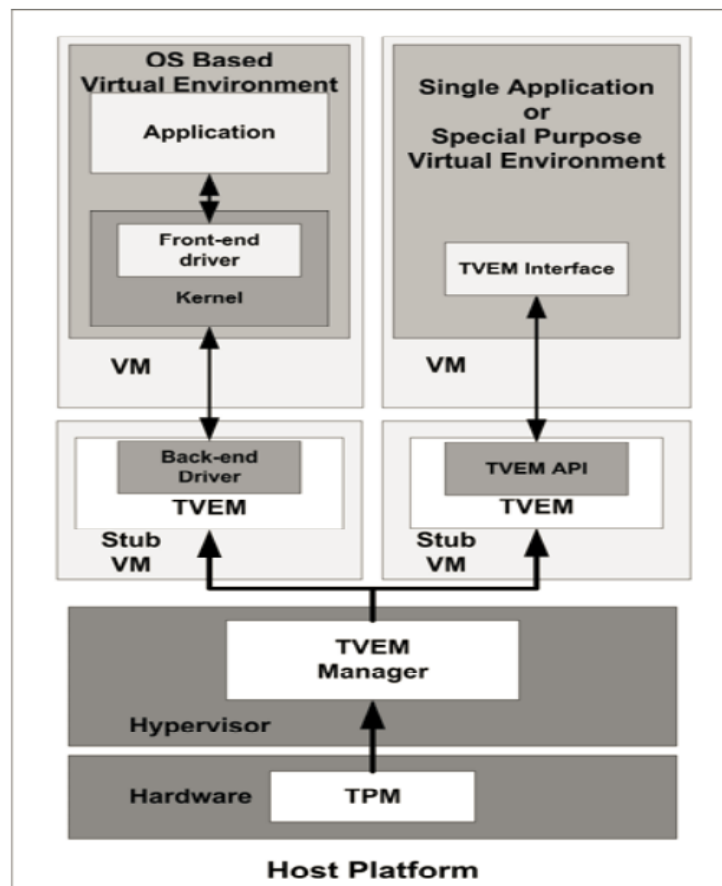 OS Based
Virtual Environment
Application
Front-end
driver
Kernel
VM
Single Application
or
Special Purpose
Virtual Environment
TVEM Interface
VM
Back-end
Driver
TVEM
Stub
VM
TVEM API
TVEM
Stub
VM
TVEM
Manager
Hypervisor
Hardware
TPM
Host Platform